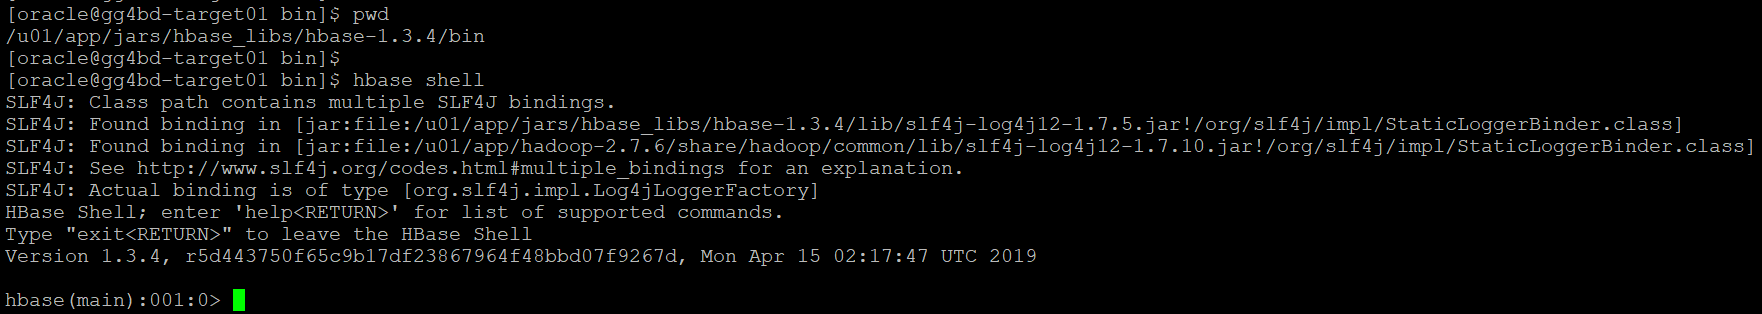 [oracle@gg4bd-target01 bin]$ pwd
/u01/app/jars/hbase_libs/hbase-1.3.4/bin
[oracle@gg4bd-target01 bin]$
[oracle@gg4bd-target01 bin]$ hbase shell
SLF4J: Class path contains multiple SLF4J bindings.
SLF4J: Found binding in [jar:file:/u01/app/jars/hbase_libs/hbase-1.3.4/lib/slf4j-log4j12-1.7.5.jar!/org/slf4j/impl/StaticLoggerBinder.class]
SLF4J: Found binding in [jar:file:/u01/app/hadoop-2.7.6/share/hadoop/common/lib/slf4j-log4j12-1.7.10.jar!/org/slf4j/impl/StaticLoggerBinder.class]
SLF4J: See http://www.slf4j.org/codes.html#multiple_bindings for an explanation.
SLF4J: Actual binding is of type [org.slf4j.impl.Log4jLoggerFactory]
HBase Shell; enter 'help<RETURN>' for list of supported commands.
Type "exit<RETURN>" to leave the HBase Shell
Version 1.3.4, r5d443750f65c9b17df23867964f48bbd07f9267d, Mon Apr 15 02:17:47 UTC 2019
hbase(main):001:0>